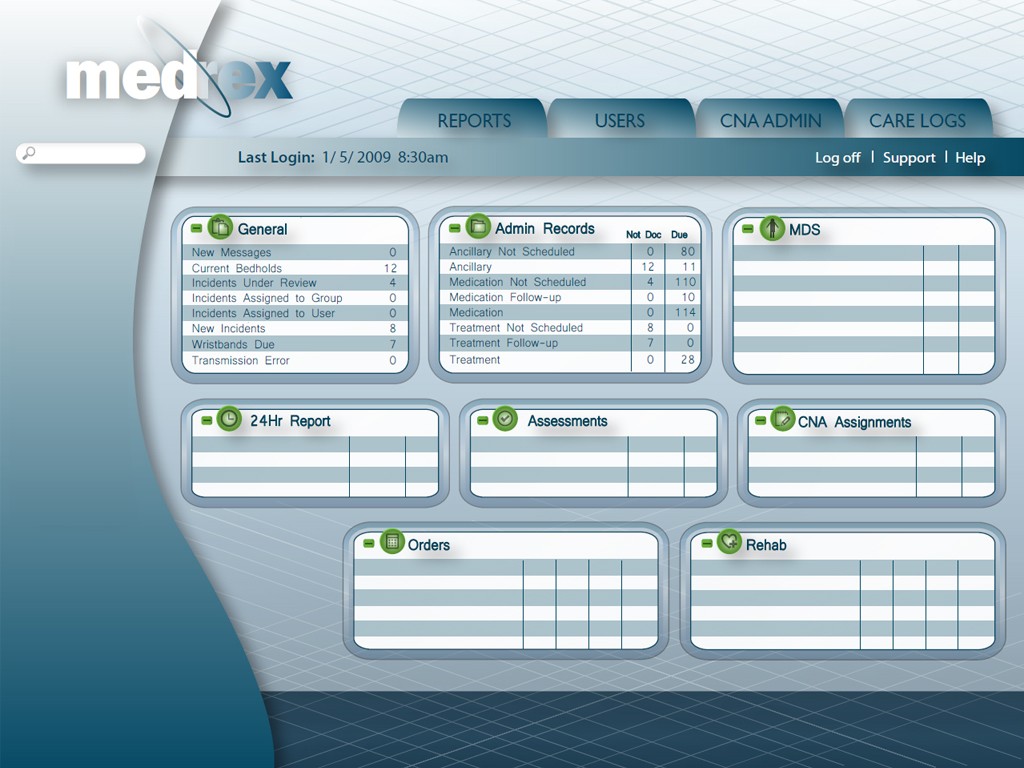 medrex
REPORTS USERS CNA ADMIN CARE LOGS
Last Login: 1/ 5/ 2009 8:30am
Log off | Support | Help
General
New Messages 0
Current Bedholds 12
Incidents Under Review 4
Incidents Assigned to Group 0
Incidents Assigned to User 0
New Incidents 8
Wristbands Due 7
Transmission Error 0
Admin Records Not Doc Due
Ancillary Not Scheduled 0 80
Ancillary 12 11
Medication Not Scheduled 4 110
Medication Follow-up 0 10
Medication 0 114
Treatment Not Scheduled 8 0
Treatment Follow-up 7 0
Treatment 0 28
MDS
24Hr Report
Assessments
CNA Assignments
Orders
Rehab